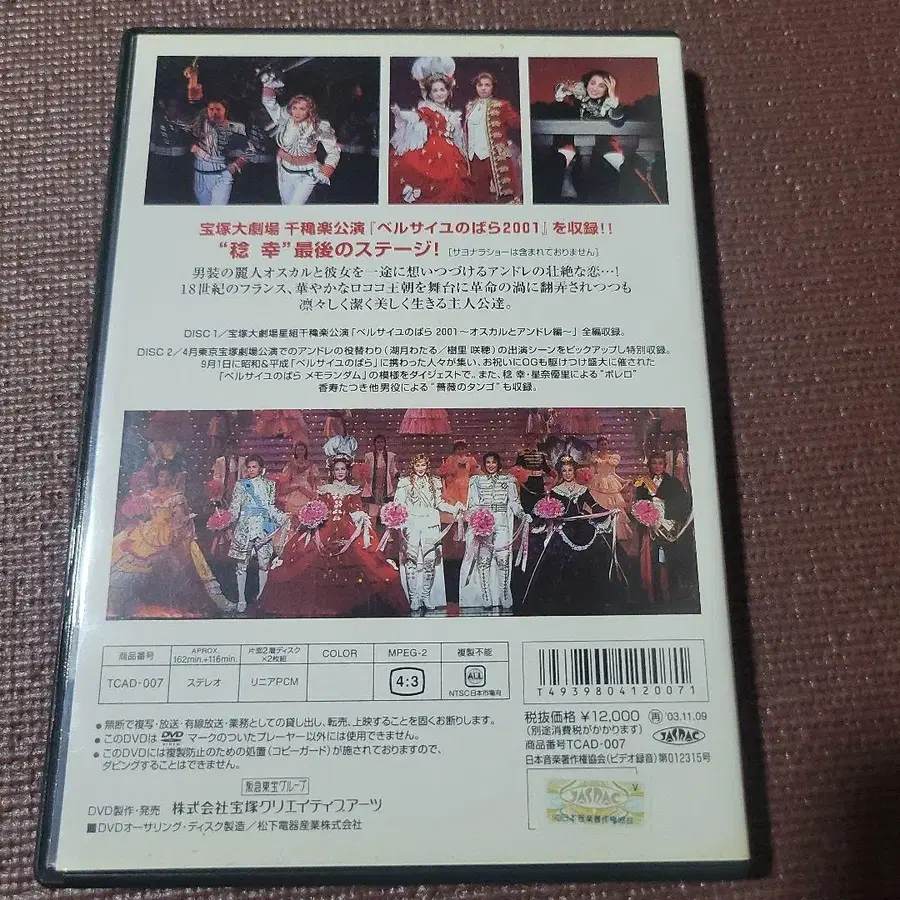 宝塚大劇場 千穐楽公演『ベルサイユのばら2001』を収録!!
“稔 幸”最後のステージ! [サヨナラショーは含まれておりません]
男装の麗人オスカルと彼女を一途に想いつづけるアンドレの壮絶な恋…!
18世紀のフランス、華やかなロココ王朝を舞台に革命の渦に翻弄されつつも
凛々しく潔く美しく生きる主人公達。
DISC 1/宝塚大劇場星組千穐楽公演「ベルサイユのばら 2001〜オスカルとアンドレ編〜」全編収録。
DISC 2/4月東京宝塚劇場公演でのアンドレの役替わり(湖月わたる/樹里 咲穂)の出演シーンをピックアップし特別収録。
9月1日に昭和&平成「ベルサイユのばら」に携わった人々が集い、お祝いにOGも駆けつけ盛大に催された
「ベルサイユのばら メモランダム」の模様をダイジェストで。また、稔 幸・星奈優里による“ボレロ”
香寿たつき他男役による“薔薇のタンゴ”も収録。
商品番号 APROX. 162min.+116min. 片面2層ディスク×2枚組 COLOR MPEG-2 複製不能
TCAD-007 ステレオ リニアPCM 4:3 ALL NTSC日本市場向
T4939804120071
税抜価格 ¥12,000 再 '03.11.09
(別途消費税がかかります)
商品番号TCAD-007 JASRAC
日本音楽著作権協会(ビデオ録音)第012315号
●無断で複写・放送・有線放送・業務としての貸し出し、転売、上映することを固くお断りします。
●このDVDは DVD VIDEO マークのついたプレーヤー以外には使用できません。
●このDVDには複製防止のための処置(コピーガード)が施されておりますので、
ダビングすることはできません。
阪急東宝グループ
DVD製作・発売 株式会社宝塚クリエイティブアーツ
■DVDオーサリング・ディスク製造/松下電器産業株式会社
V
JASRAC